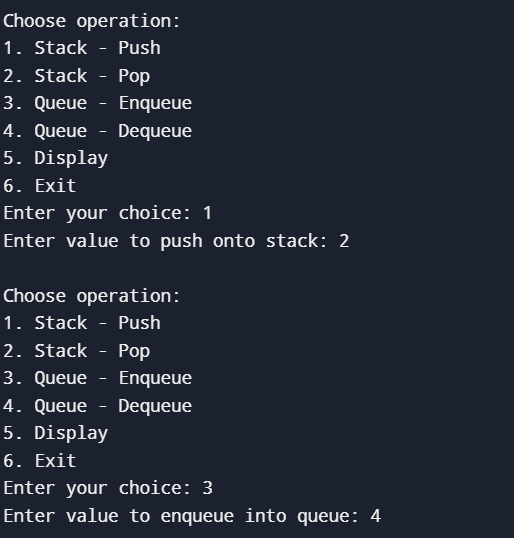 Choose operation:
1. Stack - Push
2. Stack - Pop
3. Queue - Enqueue
4. Queue - Dequeue
5. Display
6. Exit
Enter your choice: 1
Enter value to push onto stack: 2

Choose operation:
1. Stack - Push
2. Stack - Pop
3. Queue - Enqueue
4. Queue - Dequeue
5. Display
6. Exit
Enter your choice: 3
Enter value to enqueue into queue: 4